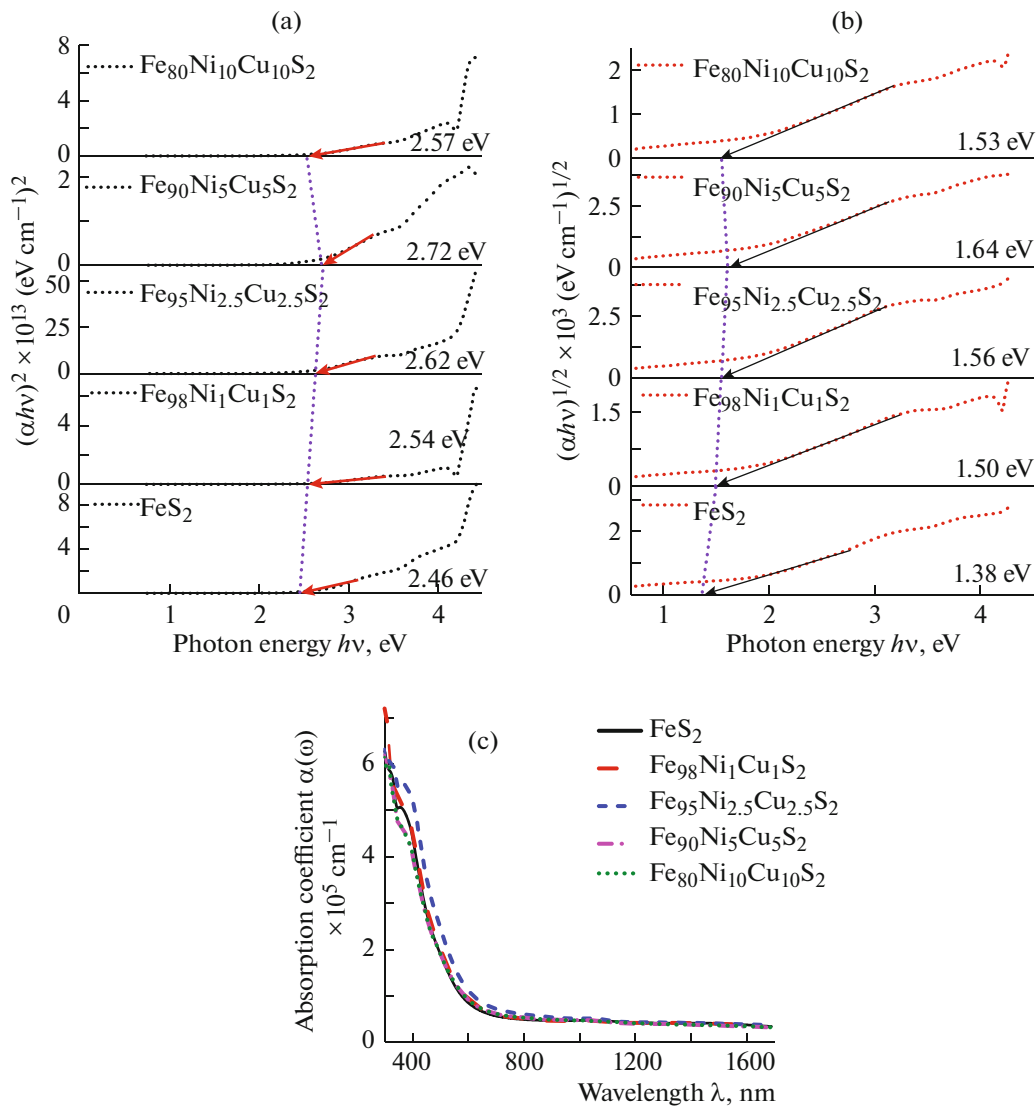 (a)
(αhν)² ×10¹³ (eV cm⁻¹)²
8
4
0
Fe₈₀Ni₁₀Cu₁₀S₂
2.57 eV
2
0
Fe₉₀Ni₅Cu₅S₂
2.72 eV
50
25
0
Fe₉₅Ni₂.₅Cu₂.₅S₂
2.62 eV
4
0
Fe₉₈Ni₁Cu₁S₂
2.54 eV
8
4
FeS₂
2.46 eV
0 1 2 3 4
Photon energy hν, eV
(b)
(αhν)¹/² ×10³ (eV cm⁻¹)¹/²
2
1
0
Fe₈₀Ni₁₀Cu₁₀S₂
1.53 eV
2.5
0
Fe₉₀Ni₅Cu₅S₂
1.64 eV
2.5
0
Fe₉₅Ni₂.₅Cu₂.₅S₂
1.56 eV
1.5
0
Fe₉₈Ni₁Cu₁S₂
1.50 eV
2
0
FeS₂
1.38 eV
1 2 3 4
Photon energy hν, eV
(c)
Absorption coefficient α(ω)
×10⁵ cm⁻¹
6
4
2
0
FeS₂
Fe₉₈Ni₁Cu₁S₂
Fe₉₅Ni₂.₅Cu₂.₅S₂
Fe₉₀Ni₅Cu₅S₂
Fe₈₀Ni₁₀Cu₁₀S₂
400 800 1200 1600
Wavelength λ, nm